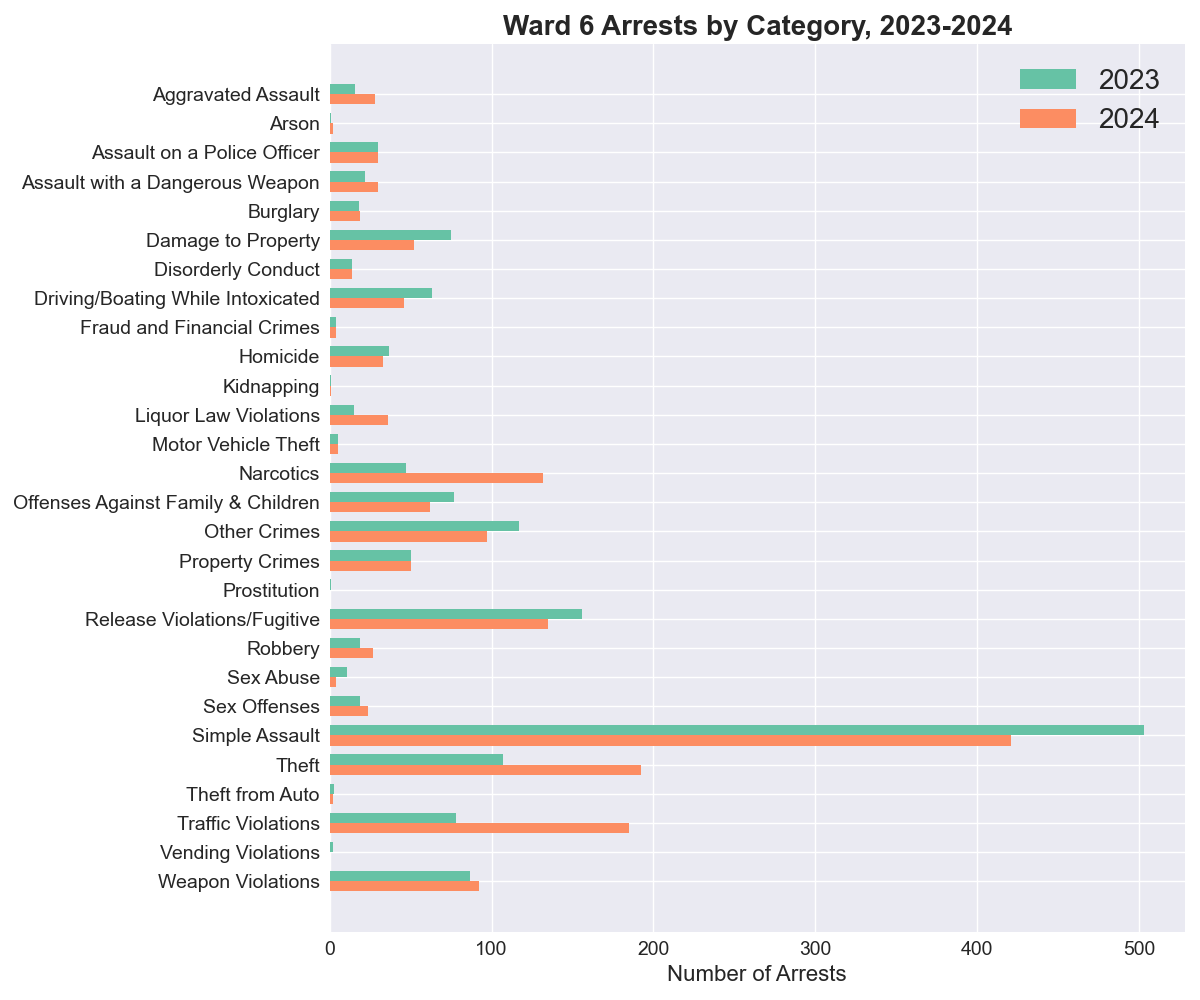 Ward 6 Arrests by Category, 2023-2024
2023
2024
Aggravated Assault
Arson
Assault on a Police Officer
Assault with a Dangerous Weapon
Burglary
Damage to Property
Disorderly Conduct
Driving/Boating While Intoxicated
Fraud and Financial Crimes
Homicide
Kidnapping
Liquor Law Violations
Motor Vehicle Theft
Narcotics
Offenses Against Family & Children
Other Crimes
Property Crimes
Prostitution
Release Violations/Fugitive
Robbery
Sex Abuse
Sex Offenses
Simple Assault
Theft
Theft from Auto
Traffic Violations
Vending Violations
Weapon Violations
0 100 200 300 400 500
Number of Arrests